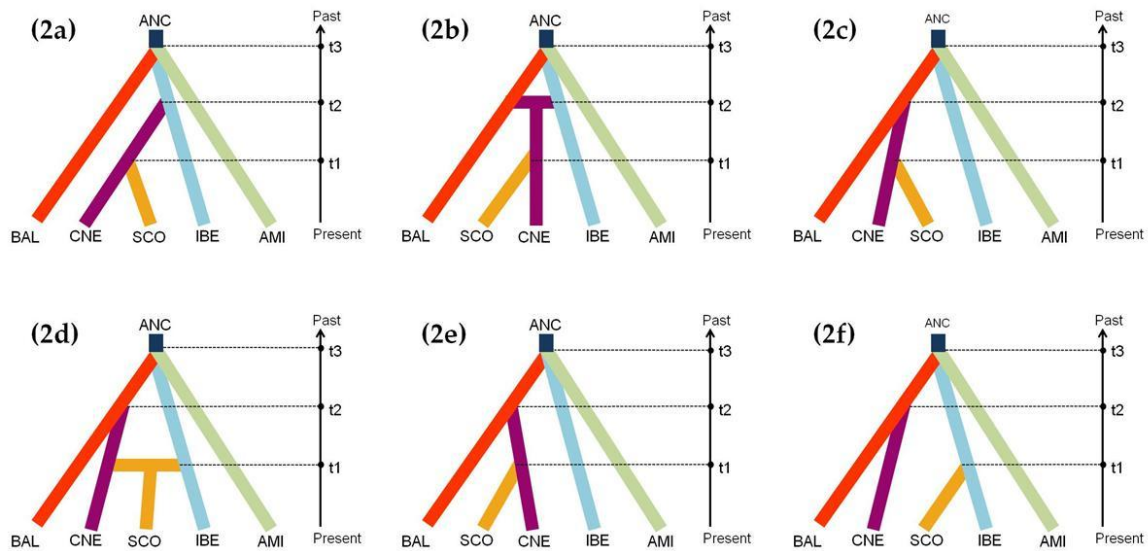 (2a) ANC Past
t3
t2
t1
BAL CNE SCO IBE AMI Present
(2b) ANC Past
t3
t2
t1
BAL SCO CNE IBE AMI Present
(2c) ANC Past
t3
t2
t1
BAL CNE SCO IBE AMI Present
(2d) ANC Past
t3
t2
t1
BAL CNE SCO IBE AMI Present
(2e) ANC Past
t3
t2
t1
BAL SCO CNE IBE AMI Present
(2f) ANC Past
t3
t2
t1
BAL CNE SCO IBE AMI Present